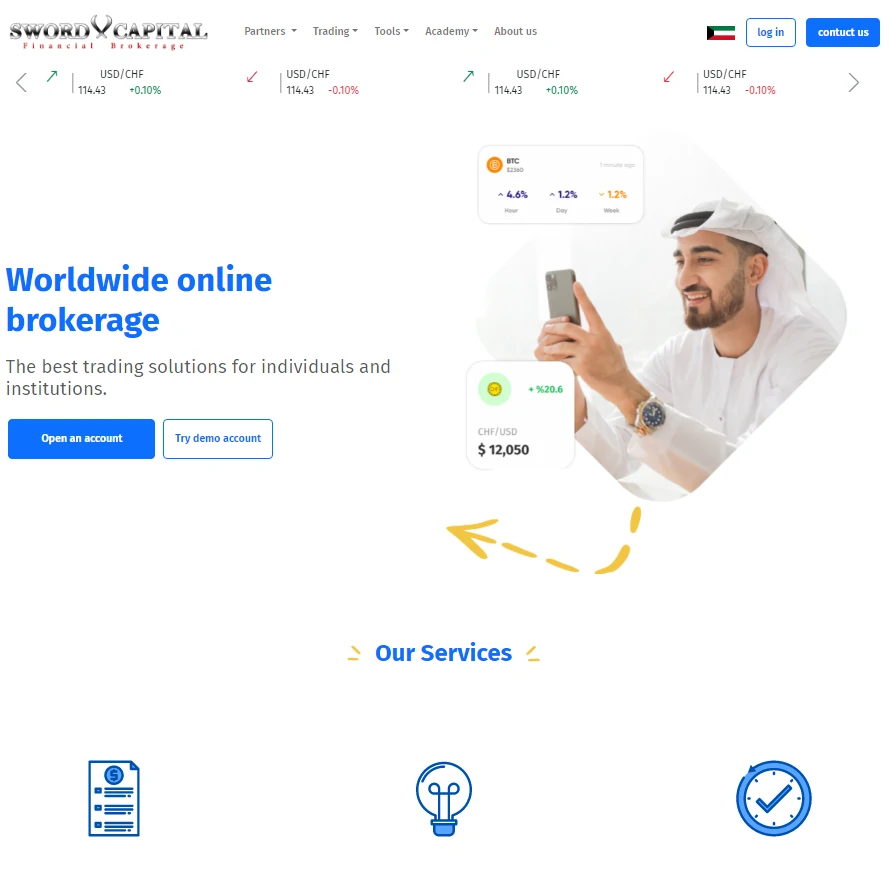 SWORD CAPITAL
Financial Brokerage
Partners
Trading
Tools
Academy
About us
log in
contuct us
USD/CHF
114.43 +0.10%
USD/CHF
114.43 -0.10%
USD/CHF
114.43 +0.10%
USD/CHF
114.43 -0.10%
BTC
$2360
1 minute ago
4.6% 1.2% 1.2%
Hour Day Week
Worldwide online
brokerage
The best trading solutions for individuals and
institutions.
Open an account
Try demo account
+ %20.6
CHF/USD
$ 12,050
Our Services